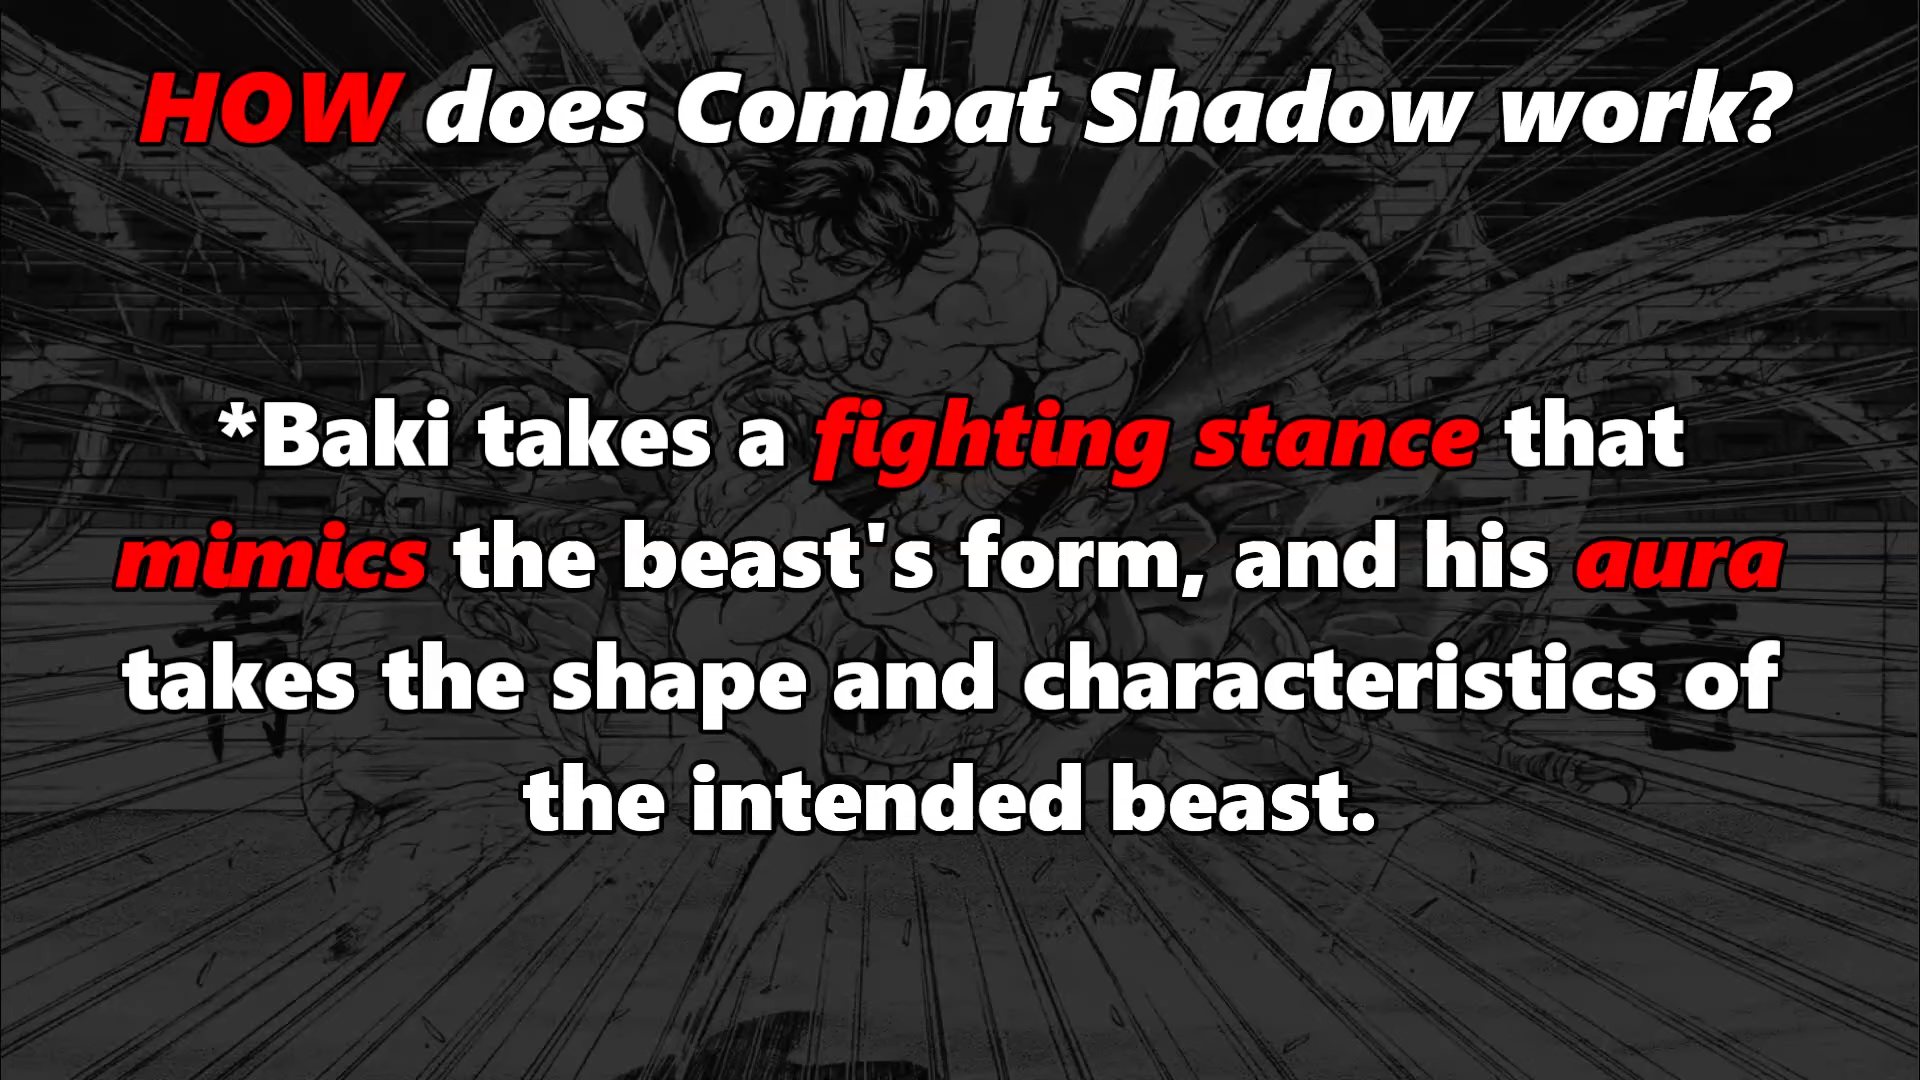 HOW does Combat Shadow work?
*Baki takes a fighting stance that
mimics the beast's form, and his aura
takes the shape and characteristics of
the intended beast.